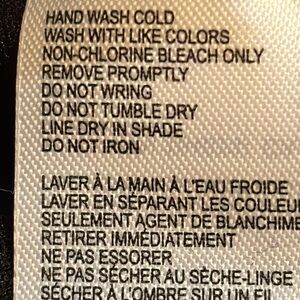 HAND WASH COLD
WASH WITH LIKE COLORS
NON-CHLORINE BLEACH ONLY
REMOVE PROMPTLY
DO NOT WRING
DO NOT TUMBLE DRY
LINE DRY IN SHADE
DO NOT IRON
LAVER À LA MAIN À L'EAU FROIDE
LAVER EN SÉPARANT LES COULEU
SEULEMENT AGENT DE BLANCHIME
RETIRER IMMÉDIATEMENT
NE PAS ESSORER
NE PAS SÉCHER AU SÈCHE-LINGE
SÉCHER À L'OMBRE SUR UN FIL